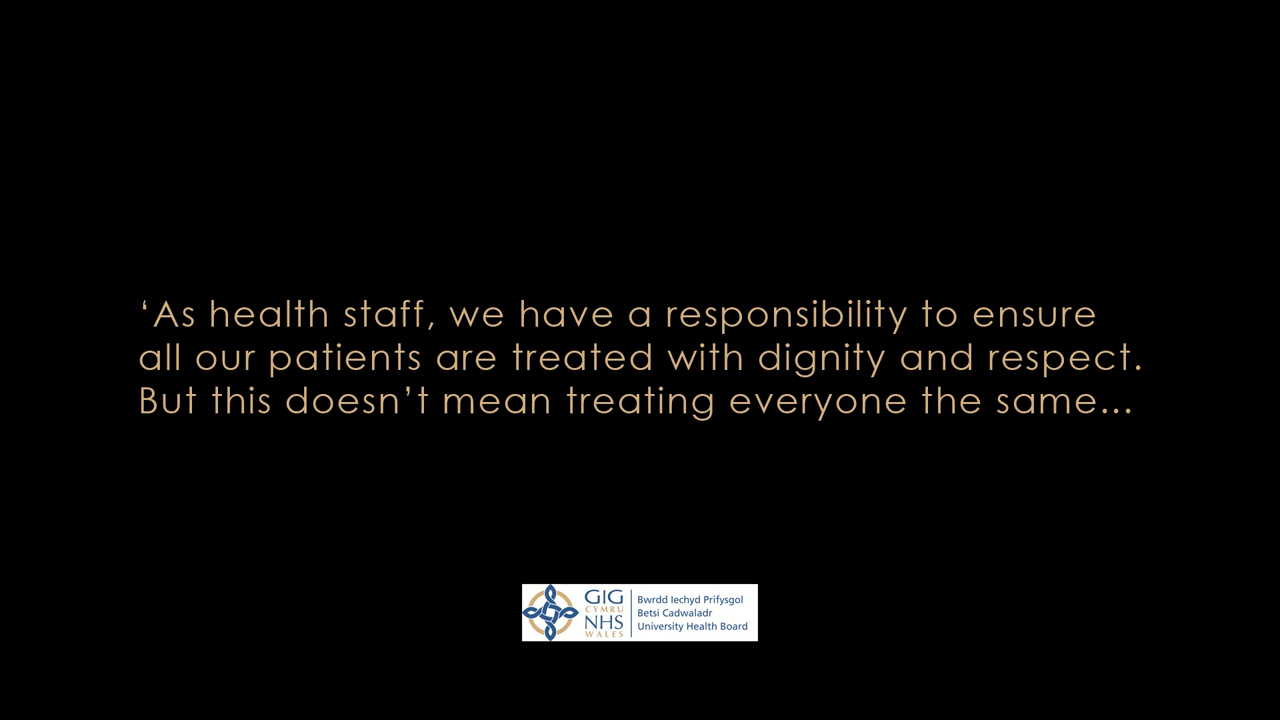 ‘As health staff, we have a responsibility to ensure
all our patients are treated with dignity and respect.
But this doesn’t mean treating everyone the same...
GIG
CYMRU
NHS
WALES
Bwrdd Iechyd Prifysgol
Betsi Cadwaladr
University Health Board